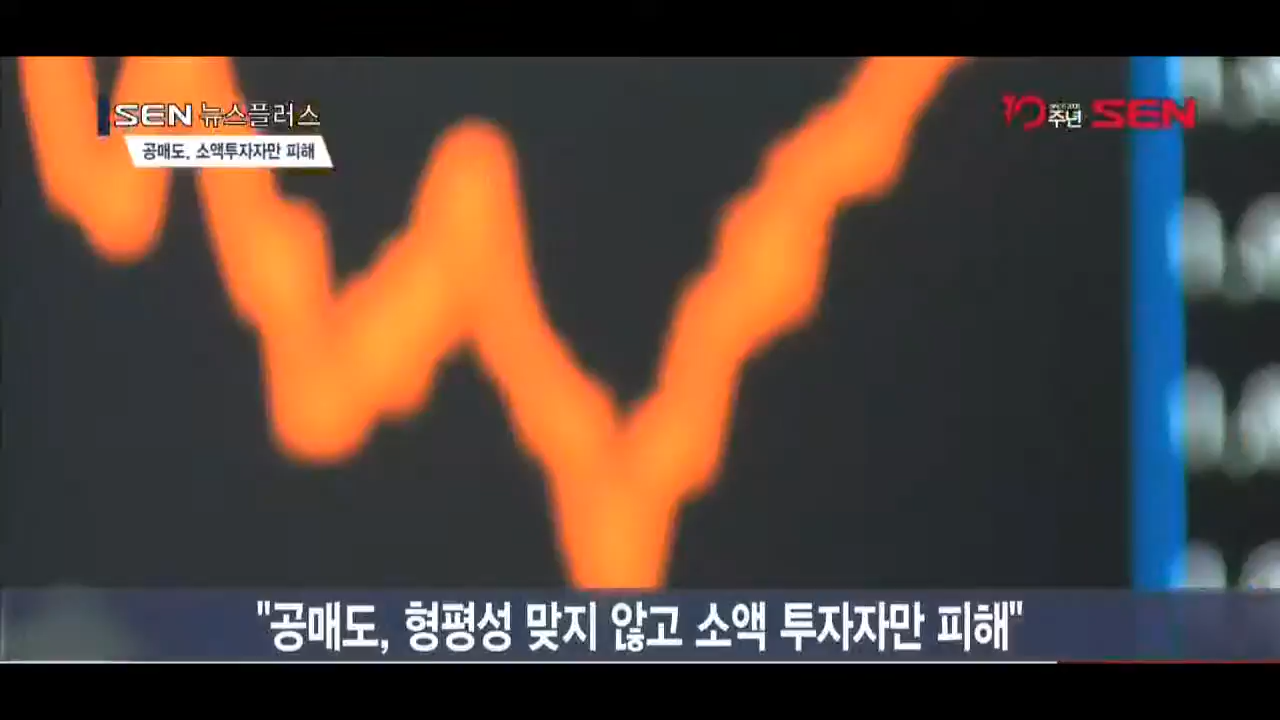 SEN 뉴스플러스
공매도, 소액투자자만 피해
10주년 SEN
"공매도, 형평성 맞지 않고 소액 투자자만 피해"